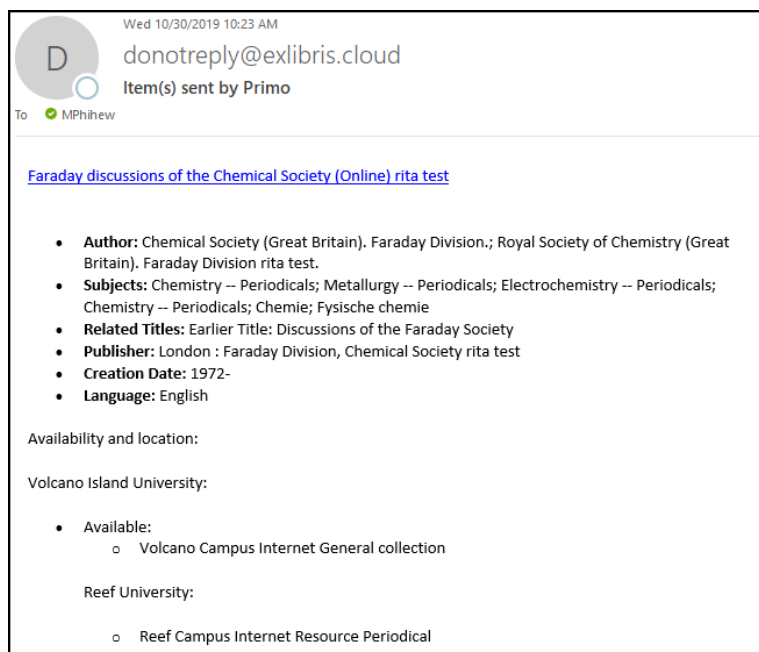 D
Wed 10/30/2019 10:23 AM
donotreply@exlibris.cloud
Item(s) sent by Primo
To MPhihew
Faraday discussions of the Chemical Society (Online) rita test
• Author: Chemical Society (Great Britain). Faraday Division.; Royal Society of Chemistry (Great
Britain). Faraday Division rita test.
• Subjects: Chemistry -- Periodicals; Metallurgy -- Periodicals; Electrochemistry -- Periodicals;
Chemistry -- Periodicals; Chemie; Fysische chemie
• Related Titles: Earlier Title: Discussions of the Faraday Society
• Publisher: London : Faraday Division, Chemical Society rita test
• Creation Date: 1972-
• Language: English
Availability and location:
Volcano Island University:
• Available:
o Volcano Campus Internet General collection
Reef University:
o Reef Campus Internet Resource Periodical